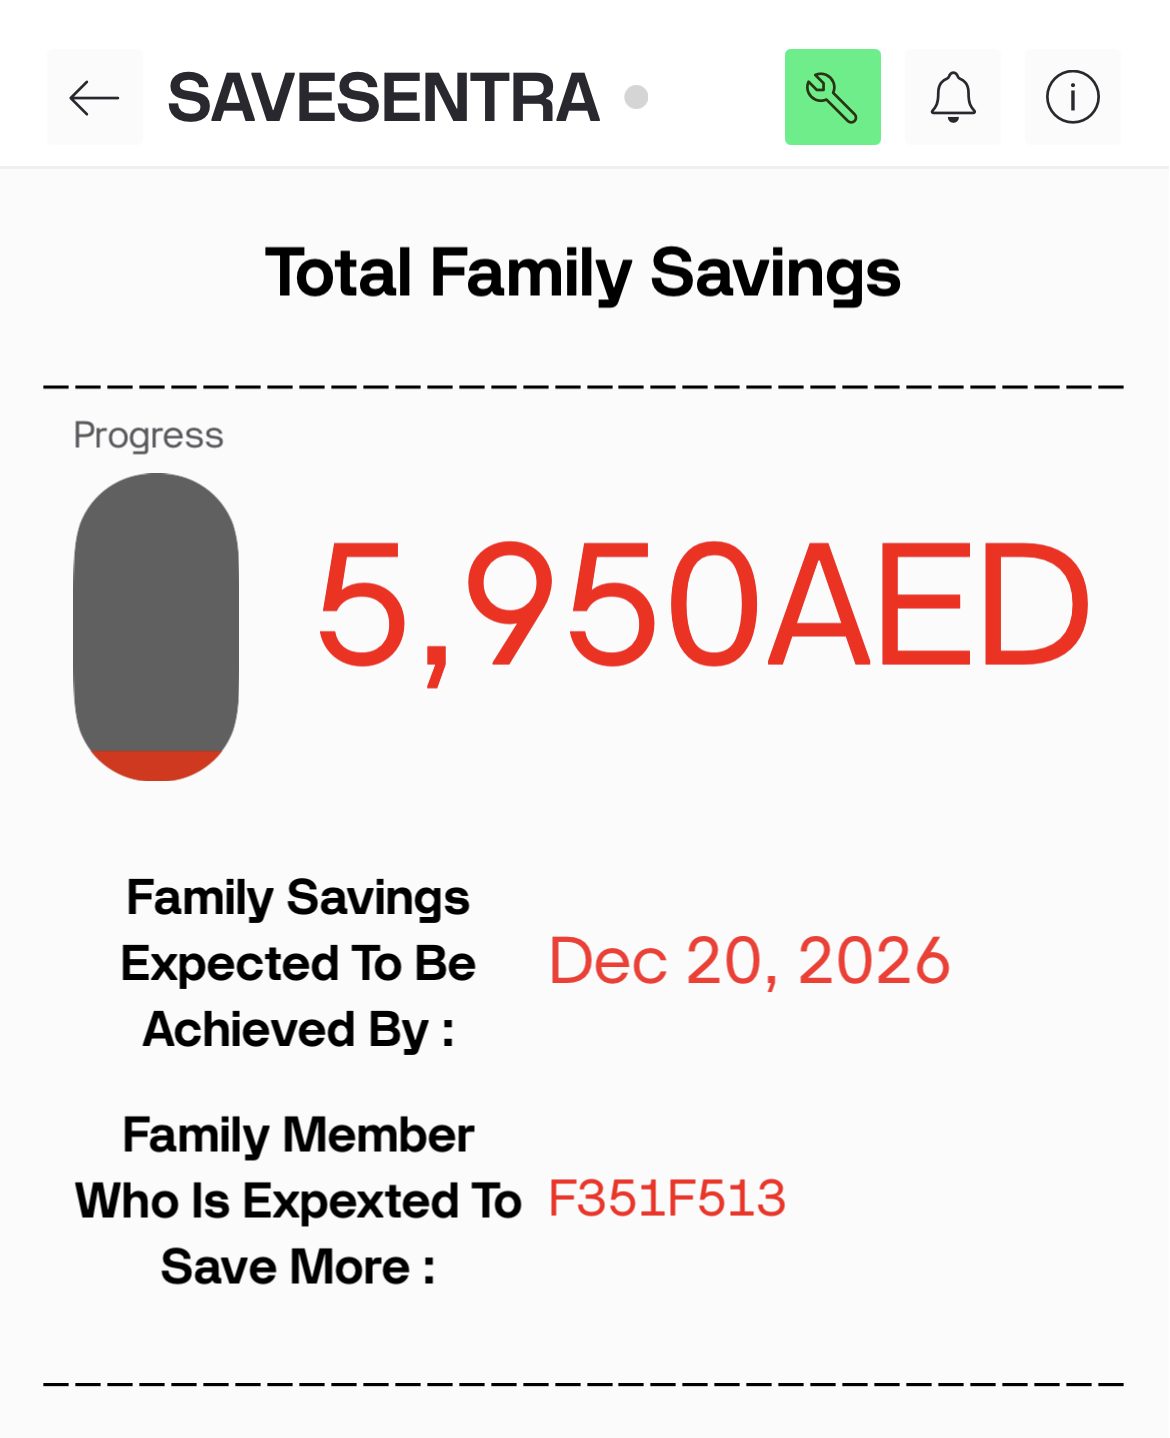 SAVESENTRA
Total Family Savings
Progress
5,950AED
Family Savings
Expected To Be
Achieved By :
Dec 20, 2026
Family Member
Who Is Expexted To
Save More :
F351F513